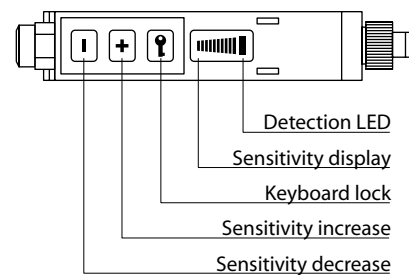 Detection LED
Sensitivity display
Keyboard lock
Sensitivity increase
Sensitivity decrease